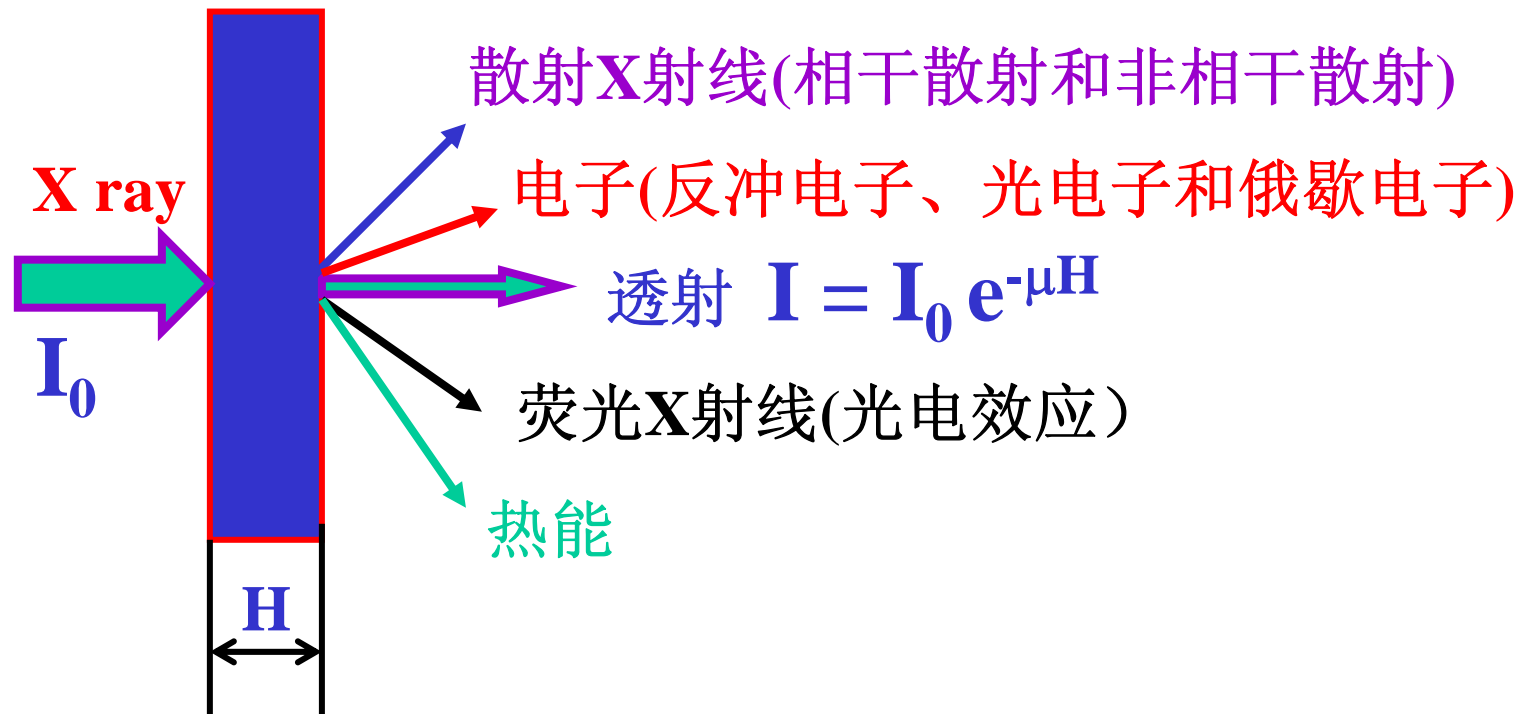 散射X射线(相干散射和非相干散射)
X ray
电子(反冲电子、光电子和俄歇电子)
透射 I = I₀ e^-μH
I₀
荧光X射线(光电效应）
热能
H